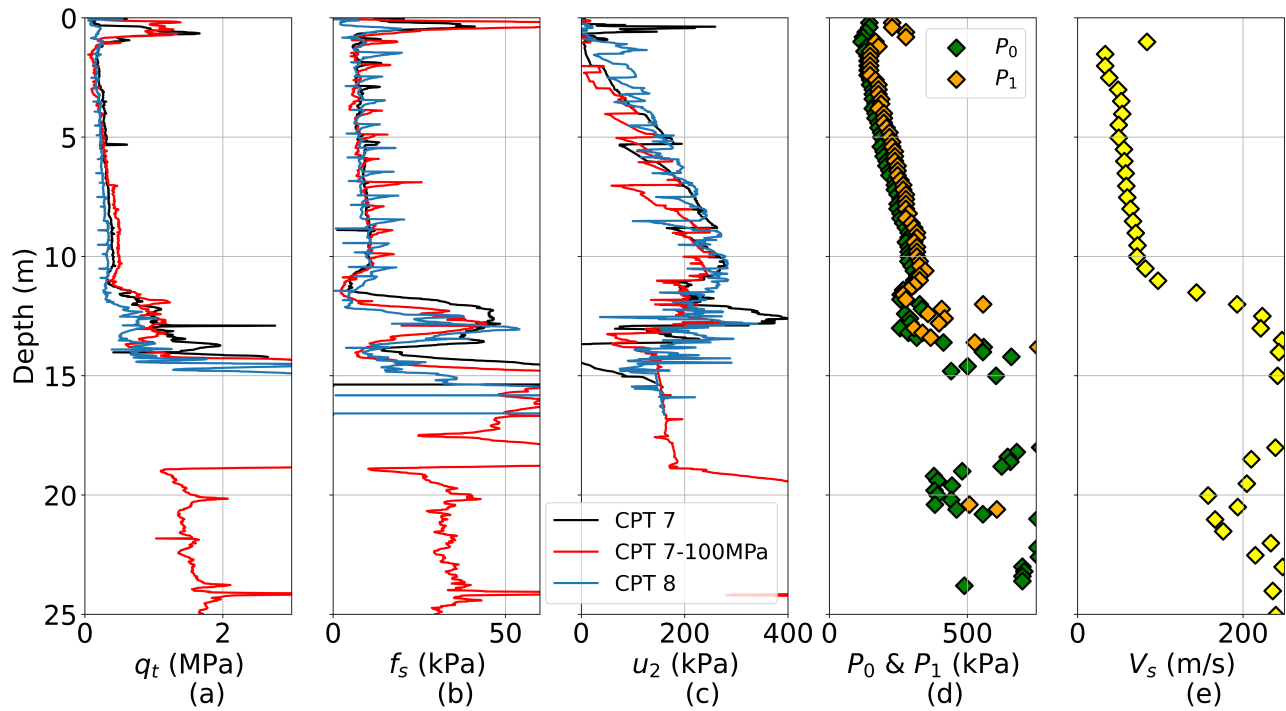 0
5
10
15
20
25
Depth (m)
0 2
q_t (MPa)
(a)
0 50
f_s (kPa)
(b)
CPT 7
CPT 7-100MPa
CPT 8
0 200 400
u_2 (kPa)
(c)
P_0
P_1
0 500
P_0 & P_1 (kPa)
(d)
0 200
V_s (m/s)
(e)